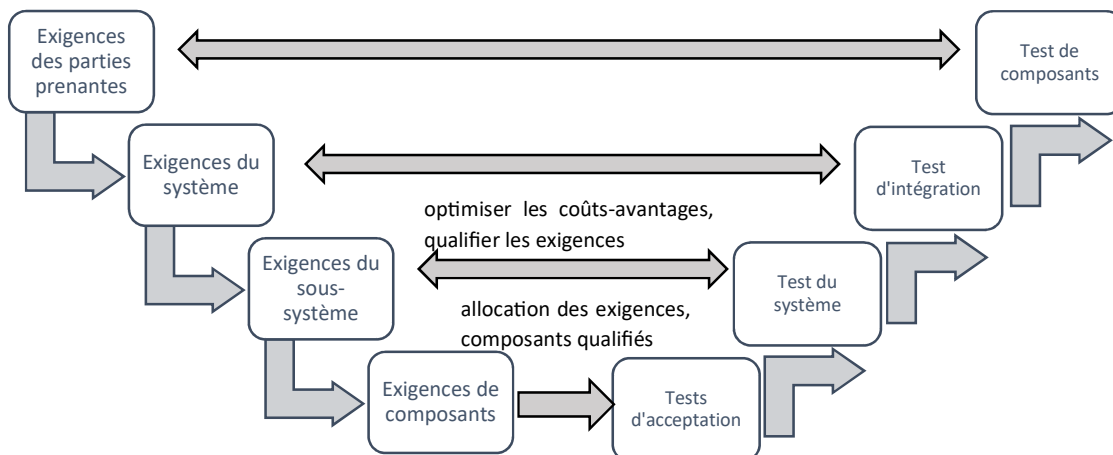 Exigences
des parties
prenantes
Test de
composants
Exigences du
système
Test
d'intégration
optimiser les coûts-avantages,
qualifier les exigences
Exigences du
sous-
système
Test du
système
allocation des exigences,
composants qualifiés
Exigences de
composants
Tests
d'acceptation